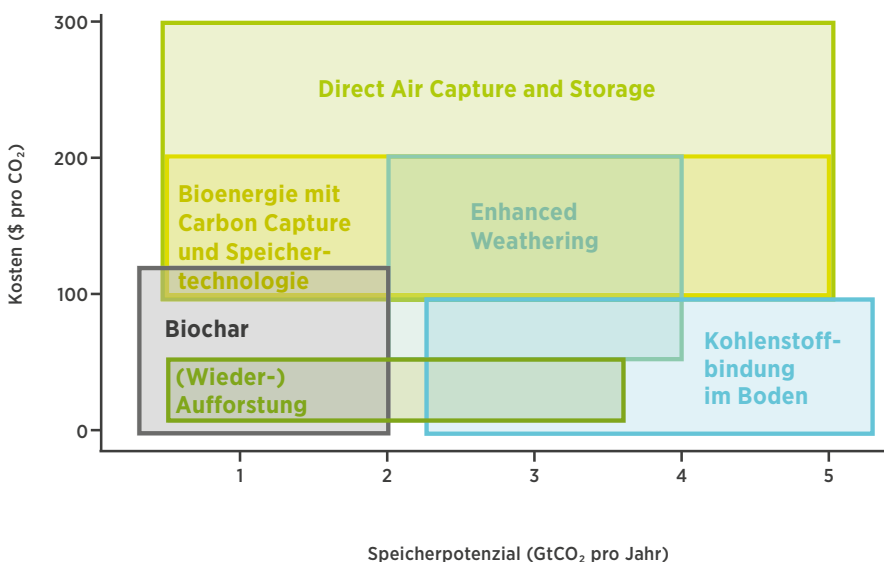 Kosten ($ pro CO₂)
300
200
100
0
Direct Air Capture and Storage
Bioenergie mit
Carbon Capture
und Speicher-
technologie
Enhanced
Weathering
Biochar
(Wieder-)
Aufforstung
Kohlenstoff-
bindung
im Boden
1
2
3
4
5
Speicherpotenzial (GtCO₂ pro Jahr)